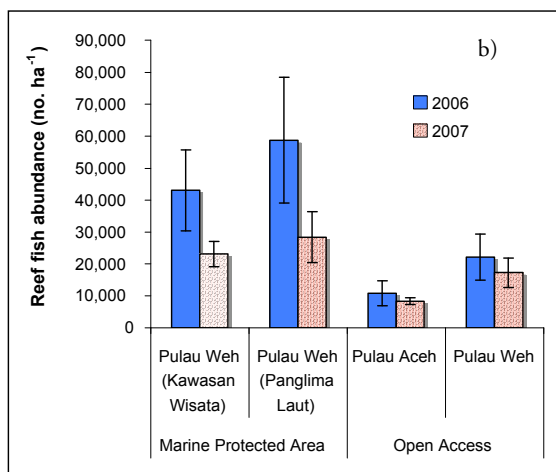 b)
Reef fish abundance (no. ha⁻¹)
90,000
80,000
70,000
60,000
50,000
40,000
30,000
20,000
10,000
0
2006
2007
Pulau Weh
(Kawasan
Wisata)
Pulau Weh
(Panglima
Laut)
Pulau Aceh
Pulau Weh
Marine Protected Area
Open Access